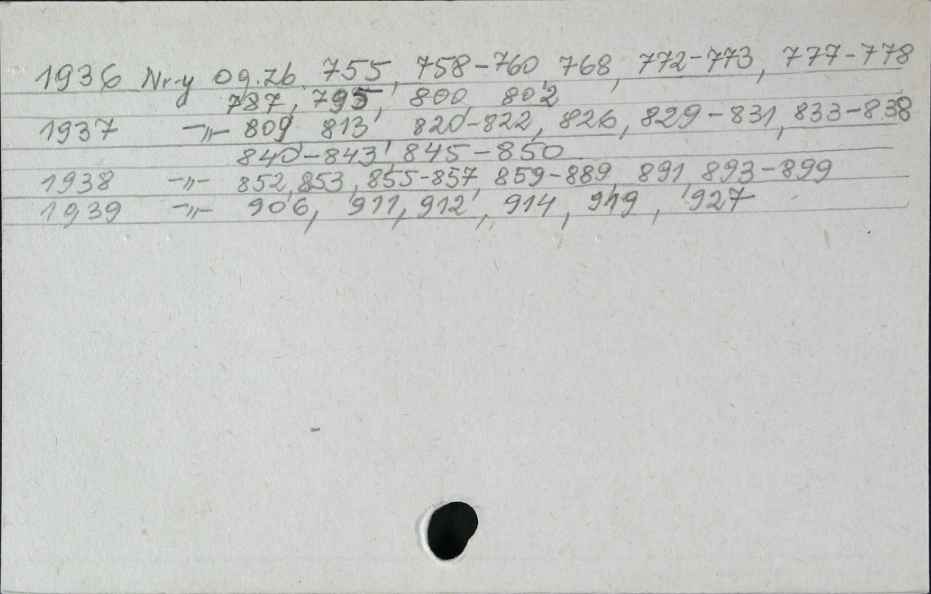 1936 Nr-y og.zb. 755, 758-760, 768, 772-773, 777-778
787, 795, 800, 802
1937 -"- 809, 813, 820-822, 826, 829-831, 833-838
840-843, 845-850
1938 -"- 852, 853, 855-857, 859-889, 891, 893-899
1939 -"- 906, 911, 912, 914, 919, 927